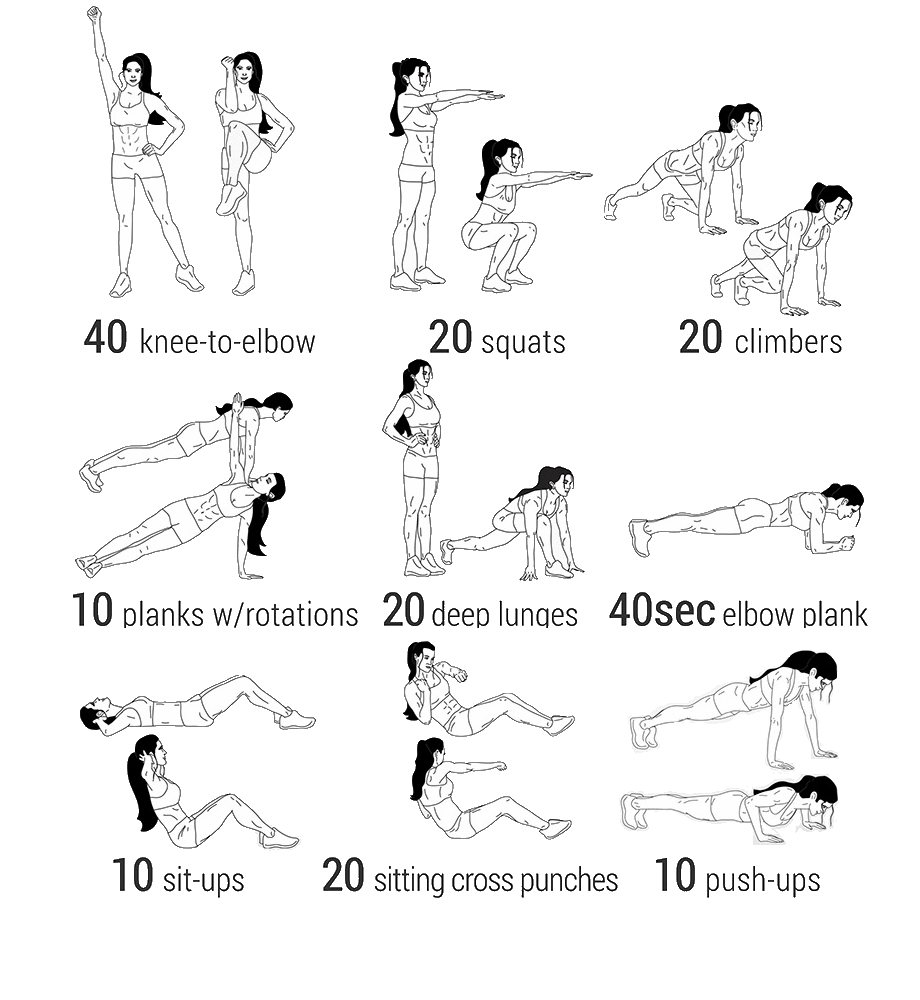 40 knee-to-elbow
20 squats
20 climbers
10 planks w/rotations
20 deep lunges
40sec elbow plank
10 sit-ups
20 sitting cross punches
10 push-ups